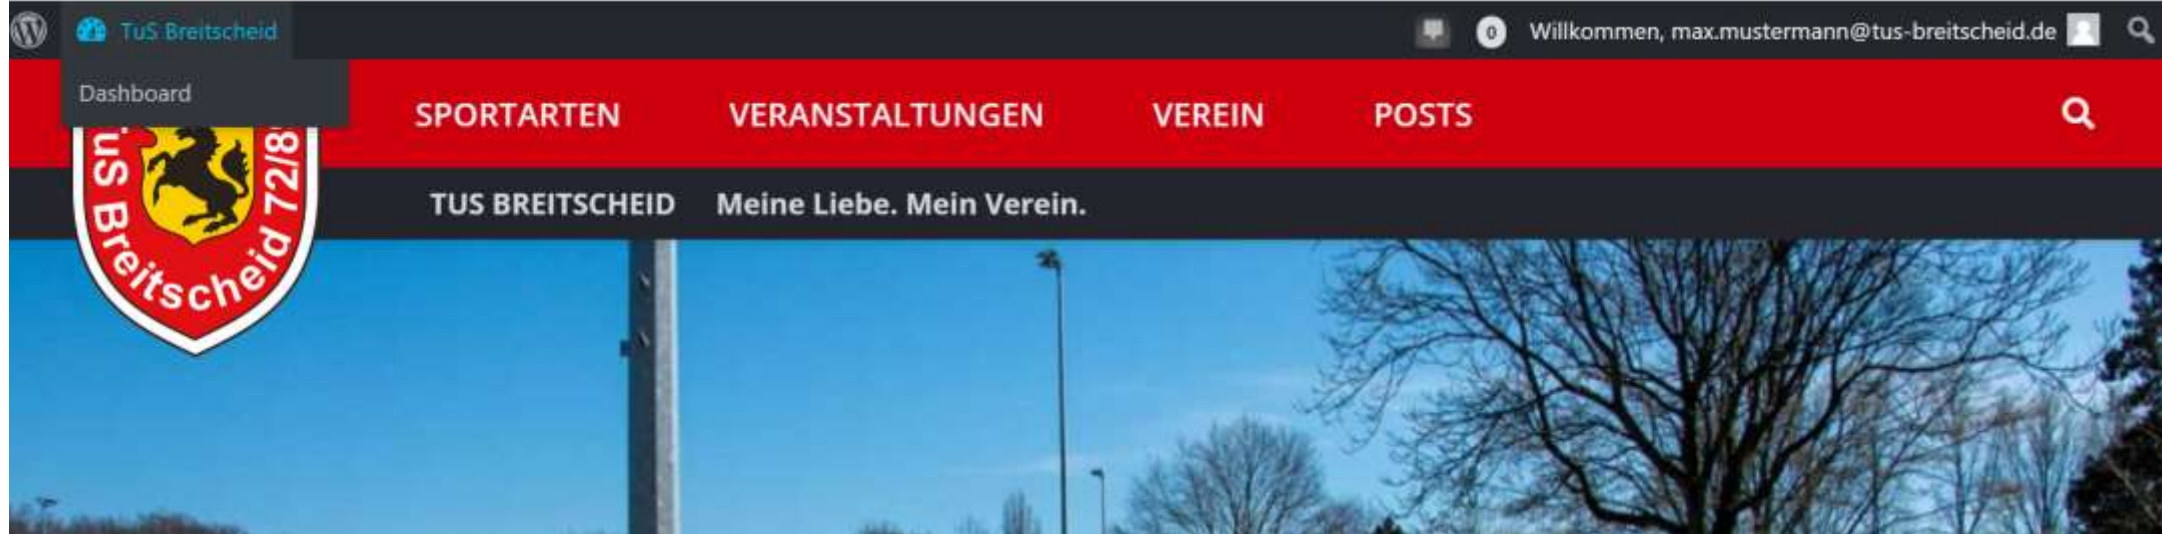 TuS Breitscheid
0
Willkommen, max.mustermann@tus-breitscheid.de
Dashboard
SPORTARTEN VERANSTALTUNGEN VEREIN POSTS
TuS Breitscheid 72/8
TUS BREITSCHEID Meine Liebe. Mein Verein.